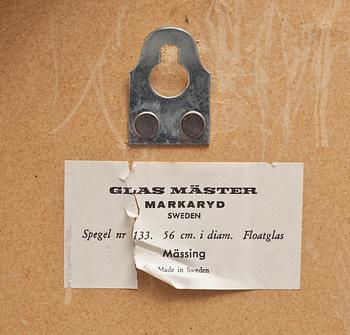 GLAS MÄSTER
MARKARYD
SWEDEN
Spegel nr 133. 56 cm. i diam. Floatglas
Mässing
Made in Sweden